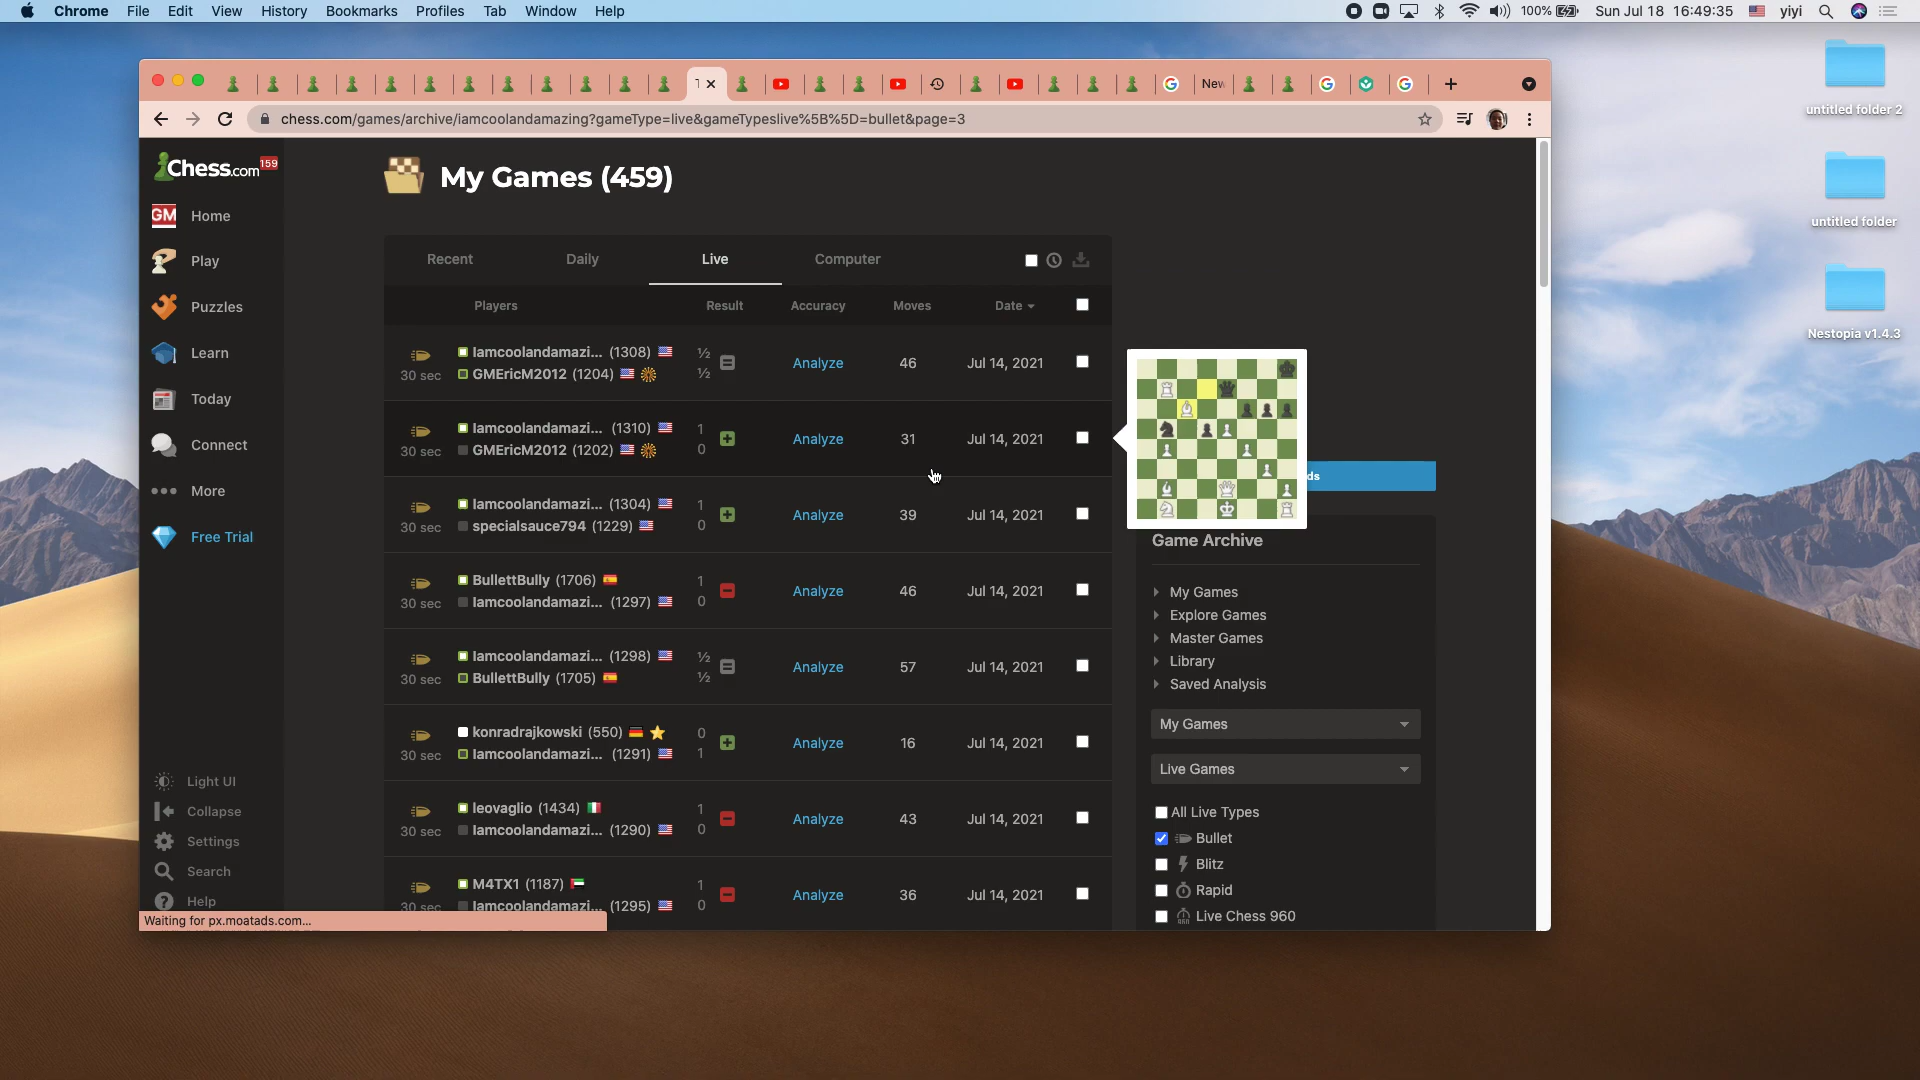 Chrome File Edit View History Bookmarks Profiles Tab Window Help
100% Sun Jul 18 16:49:35 yiyi
untitled folder 2
untitled folder
Nestopia v1.4.3
New
chess.com/games/archive/iamcoolandamazing?gameType=live&gameTypeslive%5B%5D=bullet&page=3
Chess.com 159
GM Home
Play
Puzzles
Learn
Today
Connect
More
Free Trial
Light UI
Collapse
Settings
Search
Help
Waiting for px.moatads.com...
My Games (459)
Recent Daily Live Computer
Players Result Accuracy Moves Date
Iamcoolandamazi... (1308) ½
30 sec GMEricM2012 (1204) ½ Analyze 46 Jul 14, 2021
Iamcoolandamazi... (1310) 1
30 sec GMEricM2012 (1202) 0 Analyze 31 Jul 14, 2021
Iamcoolandamazi... (1304) 1
30 sec specialsauce794 (1229) 0 Analyze 39 Jul 14, 2021
BullettBully (1706) 1
30 sec Iamcoolandamazi... (1297) 0 Analyze 46 Jul 14, 2021
Iamcoolandamazi... (1298) ½
30 sec BullettBully (1705) ½ Analyze 57 Jul 14, 2021
konradrajkowski (550) 0
30 sec Iamcoolandamazi... (1291) 1 Analyze 16 Jul 14, 2021
leovaglio (1434) 1
30 sec Iamcoolandamazi... (1290) 0 Analyze 43 Jul 14, 2021
M4TX1 (1187) 1
30 sec Iamcoolandamazi... (1295) 0 Analyze 36 Jul 14, 2021
ds
Game Archive
My Games
Explore Games
Master Games
Library
Saved Analysis
My Games
Live Games
All Live Types
Bullet
Blitz
Rapid
Live Chess 960